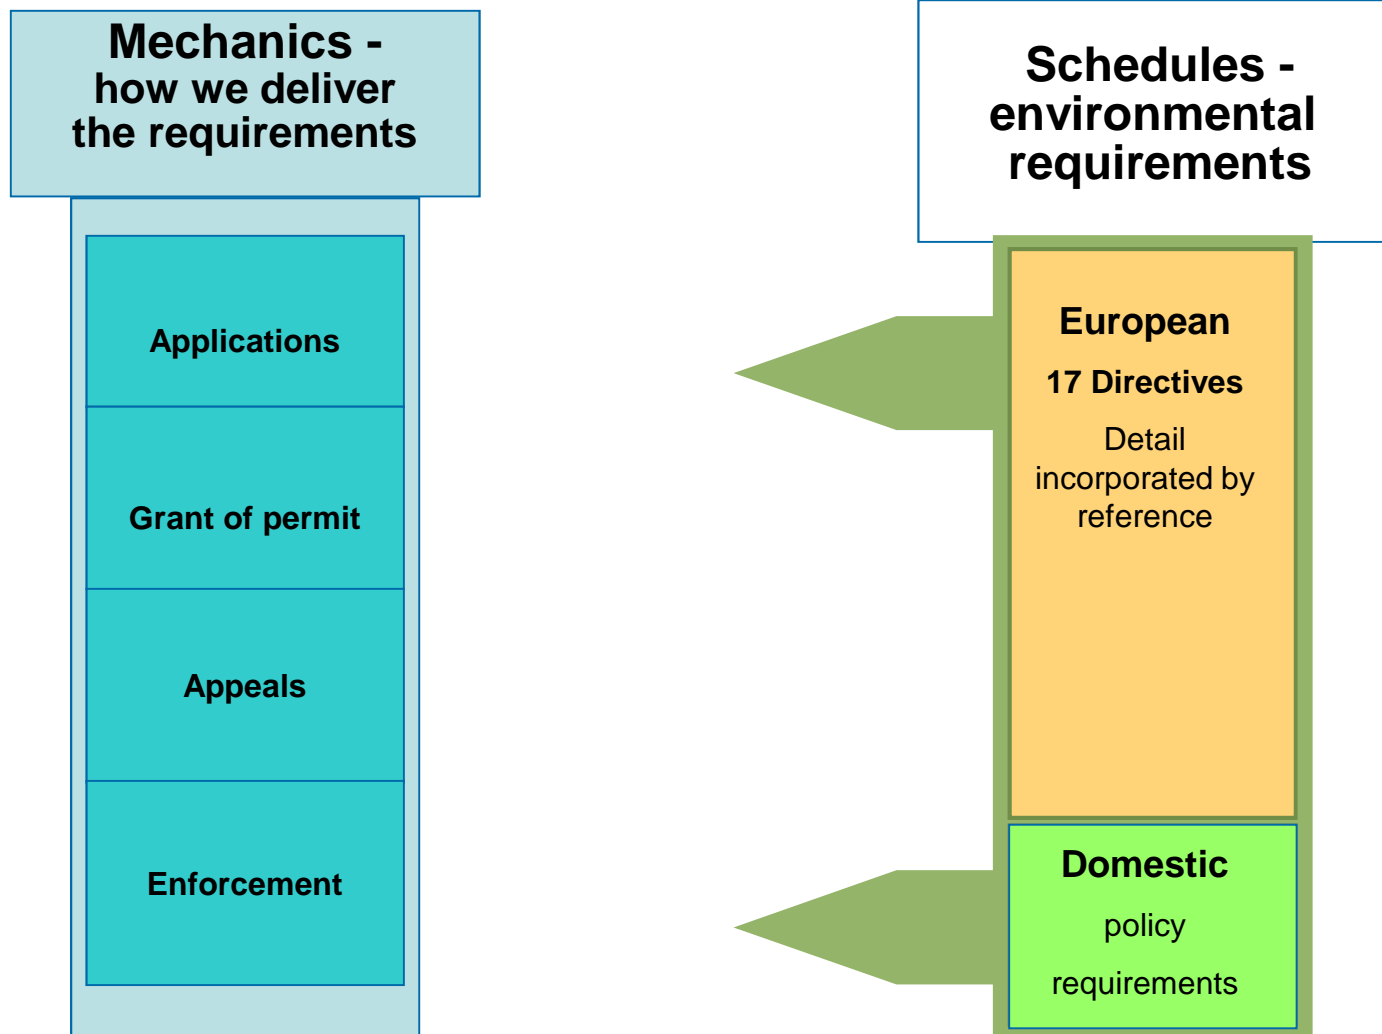 Mechanics -
how we deliver
the requirements
Applications
Grant of permit
Appeals
Enforcement
Schedules -
environmental
requirements
European
17 Directives
Detail
incorporated by
reference
Domestic
policy
requirements